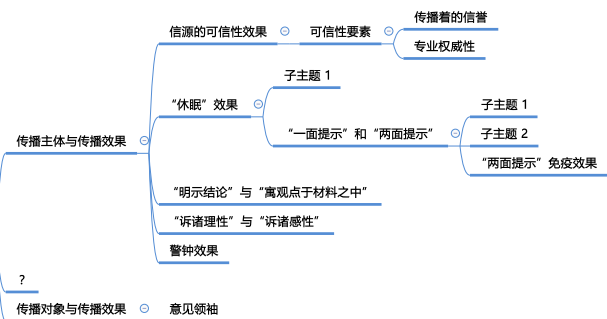 信源的可信性效果
可信性要素
传播着的信誉
专业权威性
子主题 1
“休眠”效果
“一面提示”和“两面提示”
子主题 1
子主题 2
“两面提示”免疫效果
传播主体与传播效果
“明示结论”与“寓观点于材料之中”
“诉诸理性”与“诉诸感性”
警钟效果
？
传播对象与传播效果
意见领袖